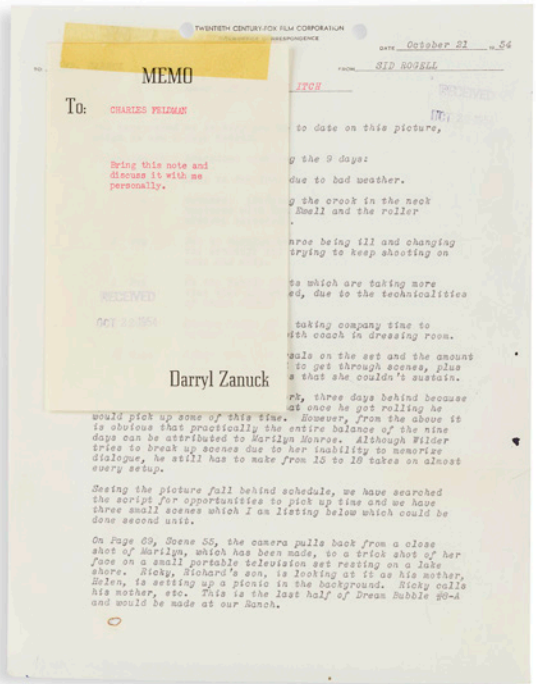 TWENTIETH CENTURY-FOX FILM CORPORATION
DATE October 21 54
FROM SID ROGELL
ITCH
RECEIVED
OCT
MEMO
To: CHARLES FELDMAN
Bring this note and
discuss it with me
personally.
RECEIVED
OCT 1954
Darryl Zanuck
to date on this picture,
the 9 days:
due to bad weather.
the crook in the neck
Ewell and the roller
being ill and changing
trying to keep shooting on
which are taking more
due to the technicalities
taking company time to
with coach in dressing room.
on the set and the amount
to get through scenes, plus
that she couldn't sustain.
three days behind because
at once he got rolling he
would pick up some of this time. However, from the above it
is obvious that practically the entire balance of the nine
days can be attributed to Marilyn Monroe. Although Wilder
tries to break up scenes due to her inability to memorize
dialogue, he still has to make from 15 to 18 takes on almost
every setup.
Seeing the picture fall behind schedule, we have searched
the script for opportunities to pick up time and we have
three small scenes which I am listing below which could be
done second unit.
On Page 69, Scene 55, the camera pulls back from a close
shot of Marilyn, which has been made, to a trick shot of her
face on a small portable television set resting on a lake
shore. Ricky, Richard's son, is looking at it as his mother,
Helen, is setting up a picnic in the background. Ricky calls
his mother, etc. This is the last half of Dream Bubble #8-A
and would be made at our Ranch.